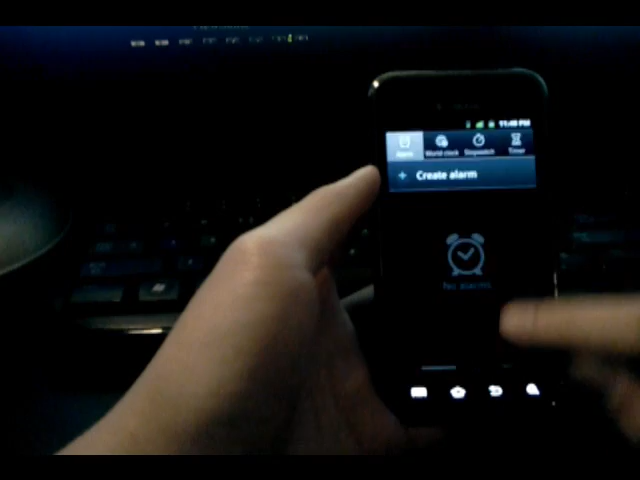 11:48 PM
Alarm World clock Stopwatch Timer
+ Create alarm
No alarms